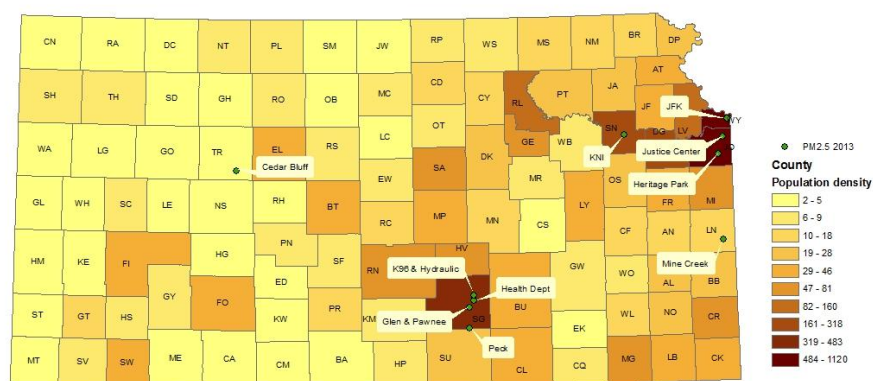 CN RA DC NT PL SM JW RP WS MS NM BR DP
SH TH SD GH RO OB MC CD CY RL PT JA AT
JF JFK WY
WA LG GO TR EL RS LC OT GE WB SN DG LV
Cedar Bluff
KNI
Justice Center
Heritage Park
EW SA DK MR OS FR MI
GL WH SC LE NS RH BT RC MP MN CS LY CF AN LN
Mine Creek
HM KE FI HG PN SF RN HV GW WO AL BB
K96 & Hydraulic
Health Dept
Glen & Pawnee
Peck
ED
ST GT HS GY FO KW PR KM SG BU EK WL NO CR
MT SV SW ME CA CM BA HP SU CL CQ MG LB CK
PM2.5 2013
County
Population density
2 - 5
6 - 9
10 - 18
19 - 28
29 - 46
47 - 81
82 - 160
161 - 318
319 - 483
484 - 1120